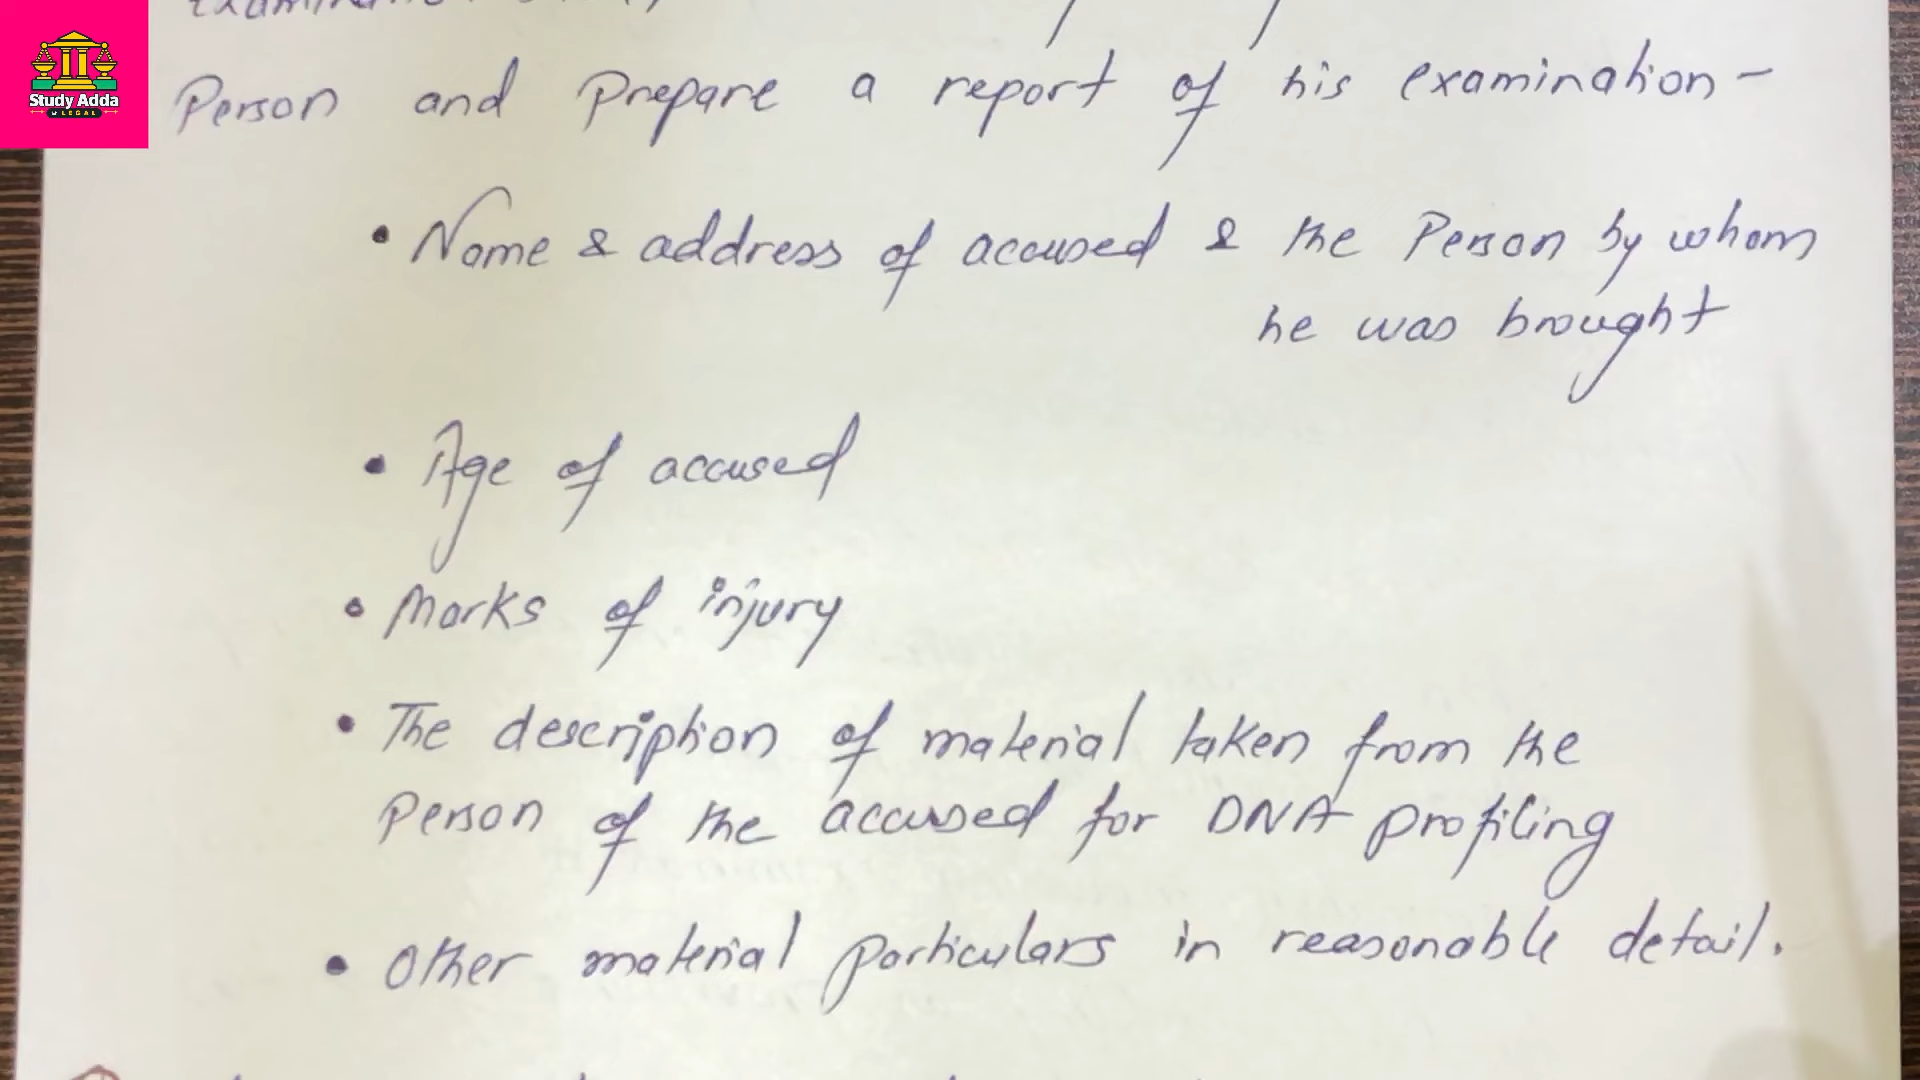 Study Adda
LEGAL
Person and prepare a report of his examination -
• Name & address of accused & the Person by whom
he was brought
• Age of accused
• Marks of injury
• The description of material taken from the
Person of the accused for DNA profiling
• Other material particulars in reasonable detail.